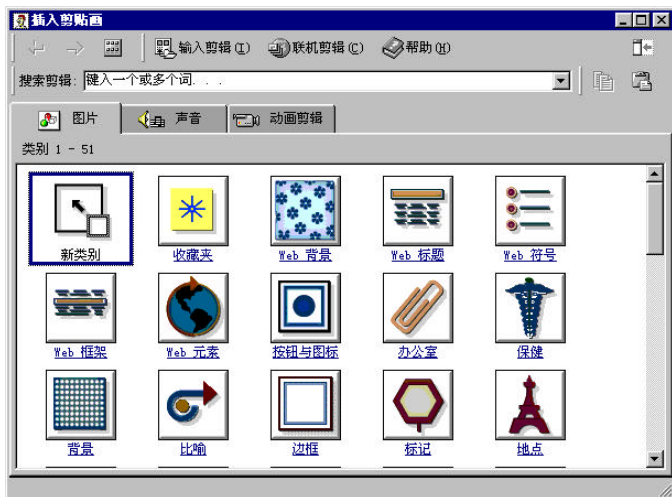 插入剪贴画
输入剪辑(I) 联机剪辑(C) 帮助(H)
搜索剪辑: 键入一个或多个词. . .
图片 声音 动画剪辑
类别 1 - 51
新类别 收藏夹 Web 背景 Web 标题 Web 符号
Web 框架 Web 元素 按钮与图标 办公室 保健
背景 比喻 边框 标记 地点